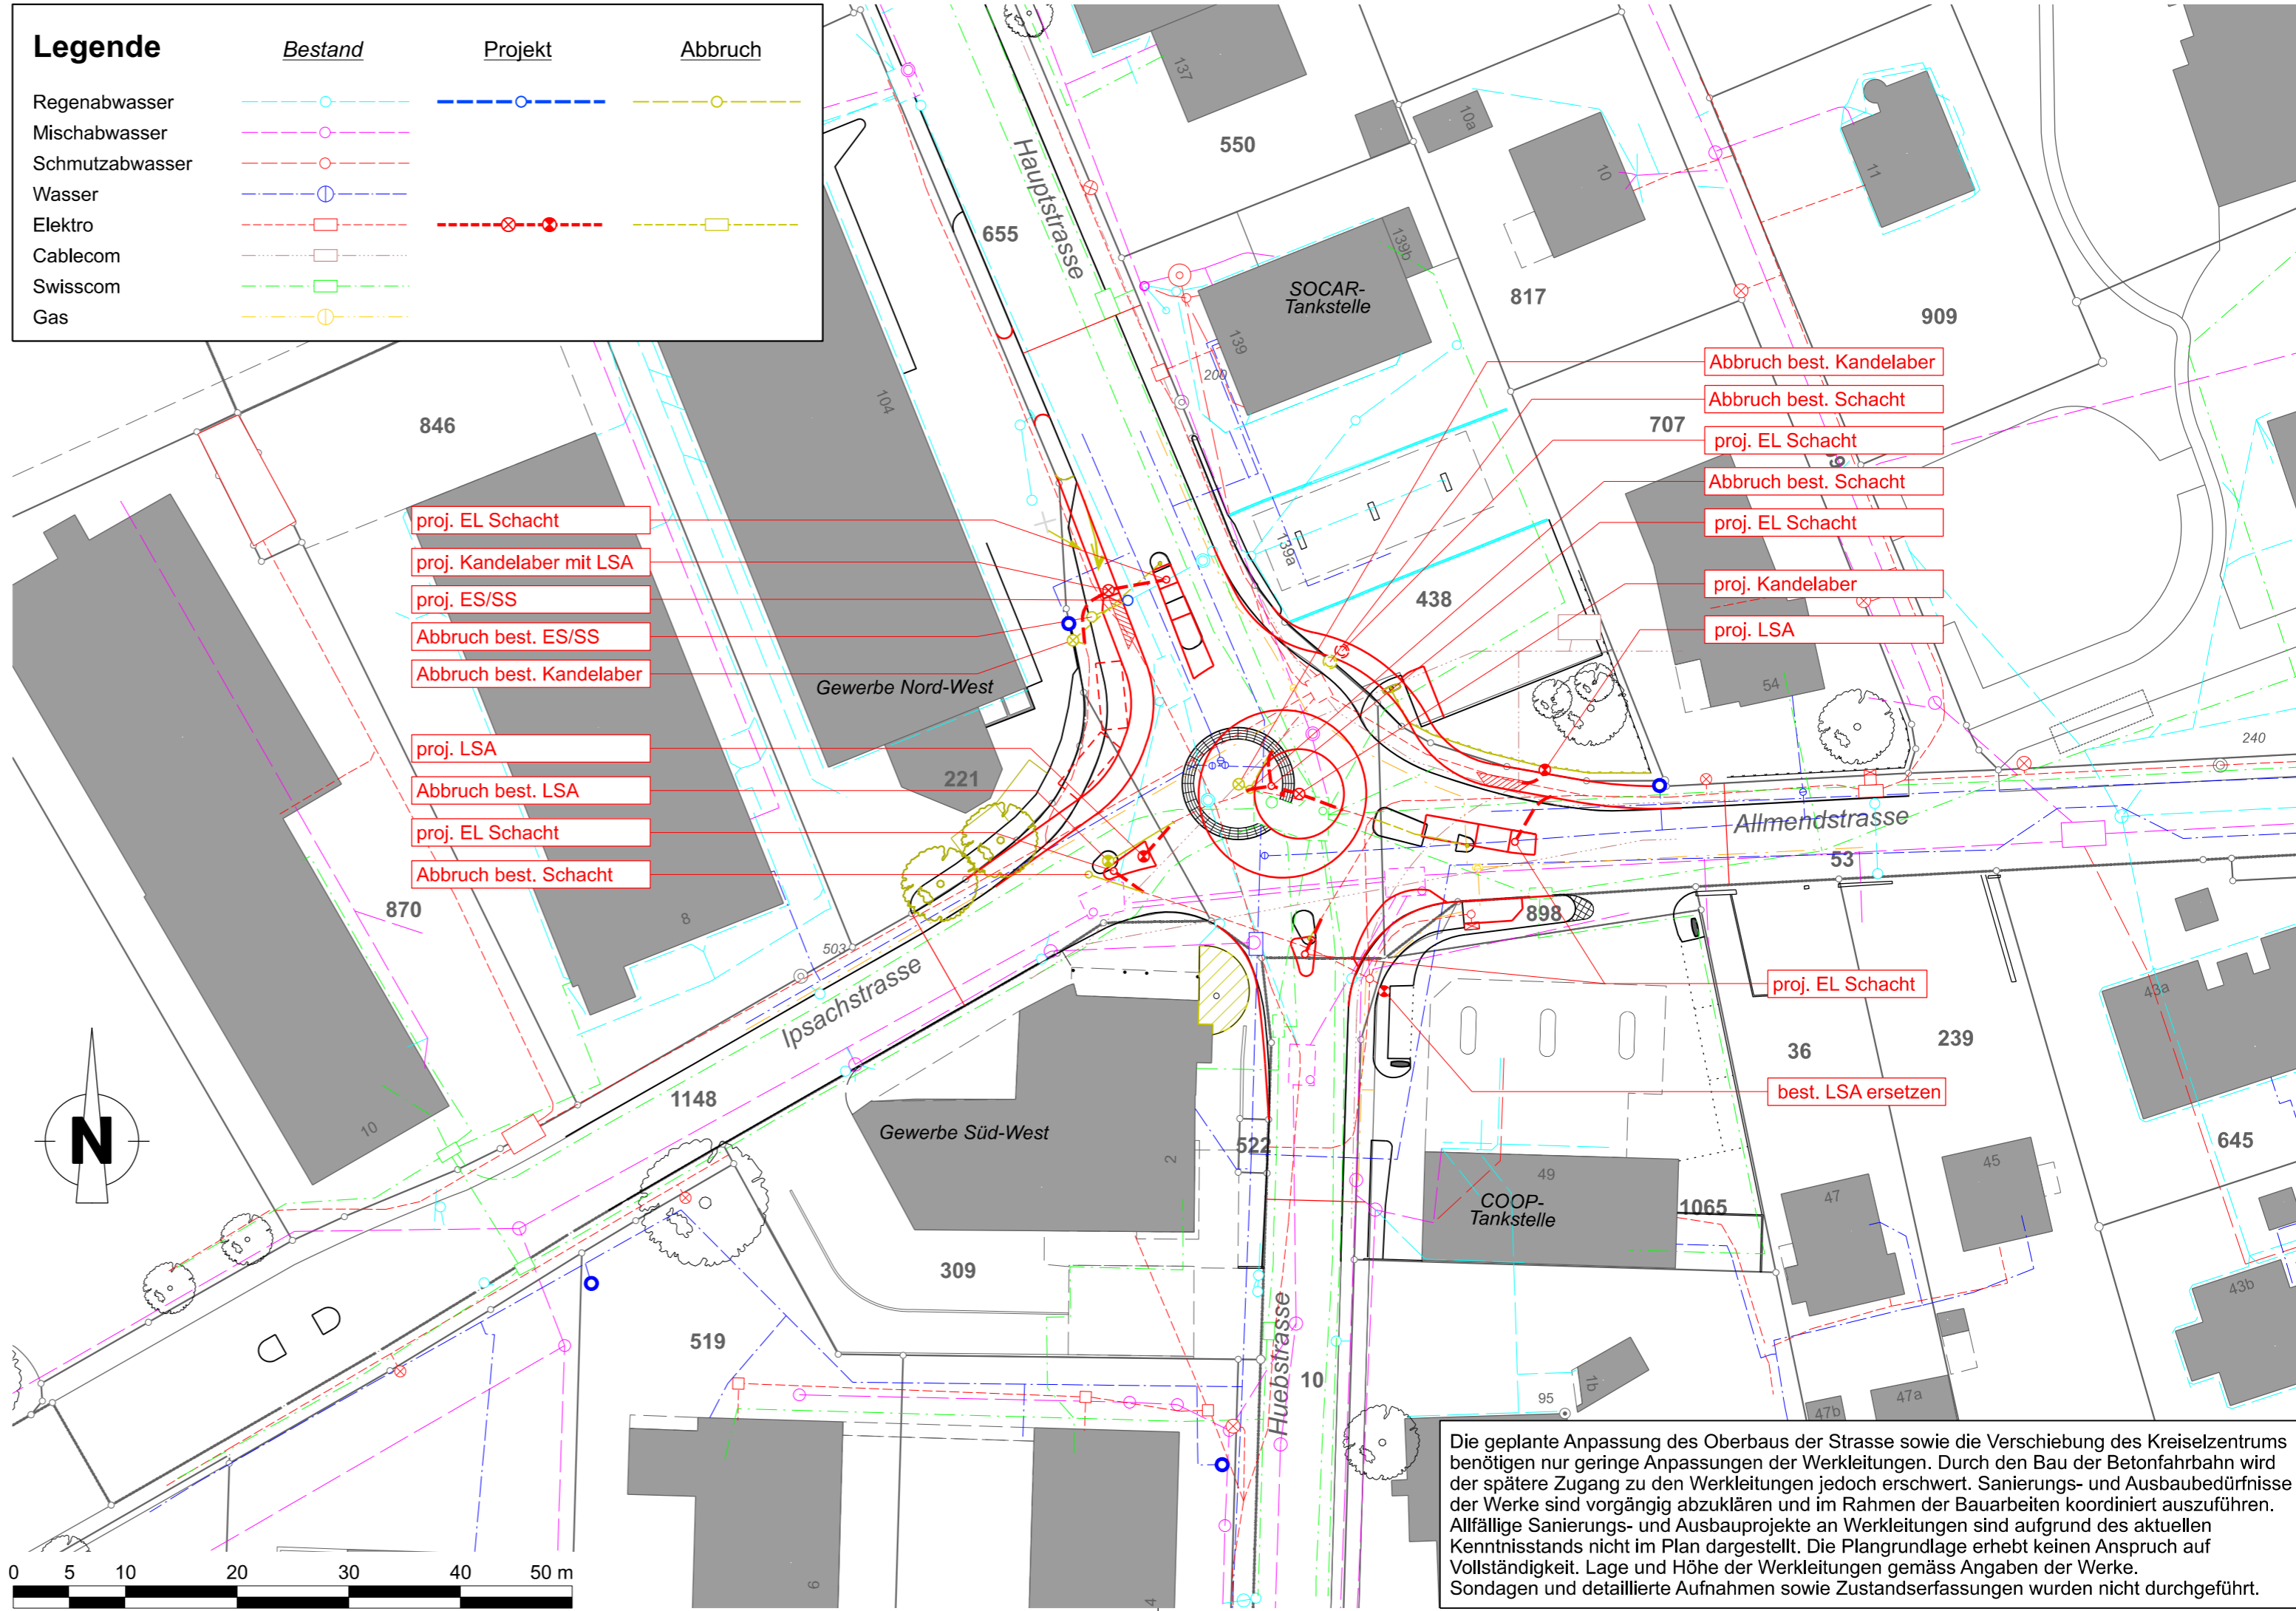 Legende
Bestand Projekt Abbruch
Regenabwasser
Mischabwasser
Schmutzabwasser
Wasser
Elektro
Cablecom
Swisscom
Gas
137
550
10a
10
11
Hauptstrasse
655
139b
SOCAR-
Tankstelle
139
200
817
909
104
846
707
139a
438
Abbruch best. Kandelaber
Abbruch best. Schacht
proj. EL Schacht
Abbruch best. Schacht
proj. EL Schacht
proj. Kandelaber
proj. LSA
proj. EL Schacht
proj. Kandelaber mit LSA
proj. ES/SS
Abbruch best. ES/SS
Abbruch best. Kandelaber
Gewerbe Nord-West
54
240
proj. LSA
Abbruch best. LSA
proj. EL Schacht
Abbruch best. Schacht
221
Allmendstrasse
53
870
8
503
898
Ipsachstrasse
proj. EL Schacht
43a
36
239
best. LSA ersetzen
N
10
1148
Gewerbe Süd-West
2
522
49
COOP-
Tankstelle
1065
47
45
645
43b
309
519
Huebstrasse
10
1b
95
47b
47a
6
4
0 5 10 20 30 40 50 m
Die geplante Anpassung des Oberbaus der Strasse sowie die Verschiebung des Kreiselzentrums
benötigen nur geringe Anpassungen der Werkleitungen. Durch den Bau der Betonfahrbahn wird
der spätere Zugang zu den Werkleitungen jedoch erschwert. Sanierungs- und Ausbaubedürfnisse
der Werke sind vorgängig abzuklären und im Rahmen der Bauarbeiten koordiniert auszuführen.
Allfällige Sanierungs- und Ausbauprojekte an Werkleitungen sind aufgrund des aktuellen
Kenntnisstands nicht im Plan dargestellt. Die Plangrundlage erhebt keinen Anspruch auf
Vollständigkeit. Lage und Höhe der Werkleitungen gemäss Angaben der Werke.
Sondagen und detaillierte Aufnahmen sowie Zustandserfassungen wurden nicht durchgeführt.